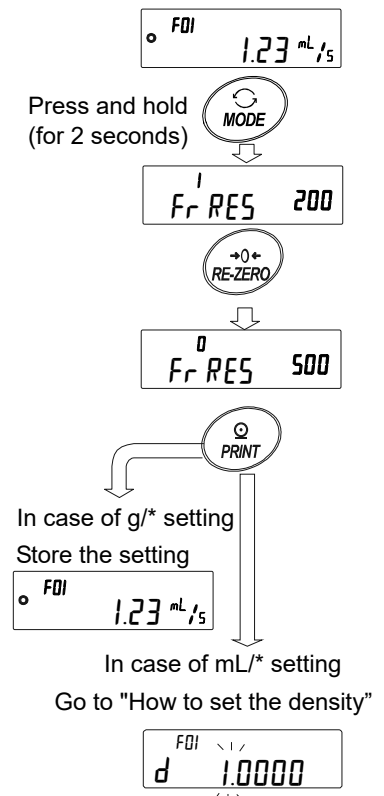 F01
1.23 mL/s
Press and hold
(for 2 seconds)
MODE
1
Fr RES 200
→0←
RE-ZERO
0
Fr RES 500
PRINT
In case of g/* setting
Store the setting
F01
1.23 mL/s
In case of mL/* setting
Go to "How to set the density”
F01
d 1.0000